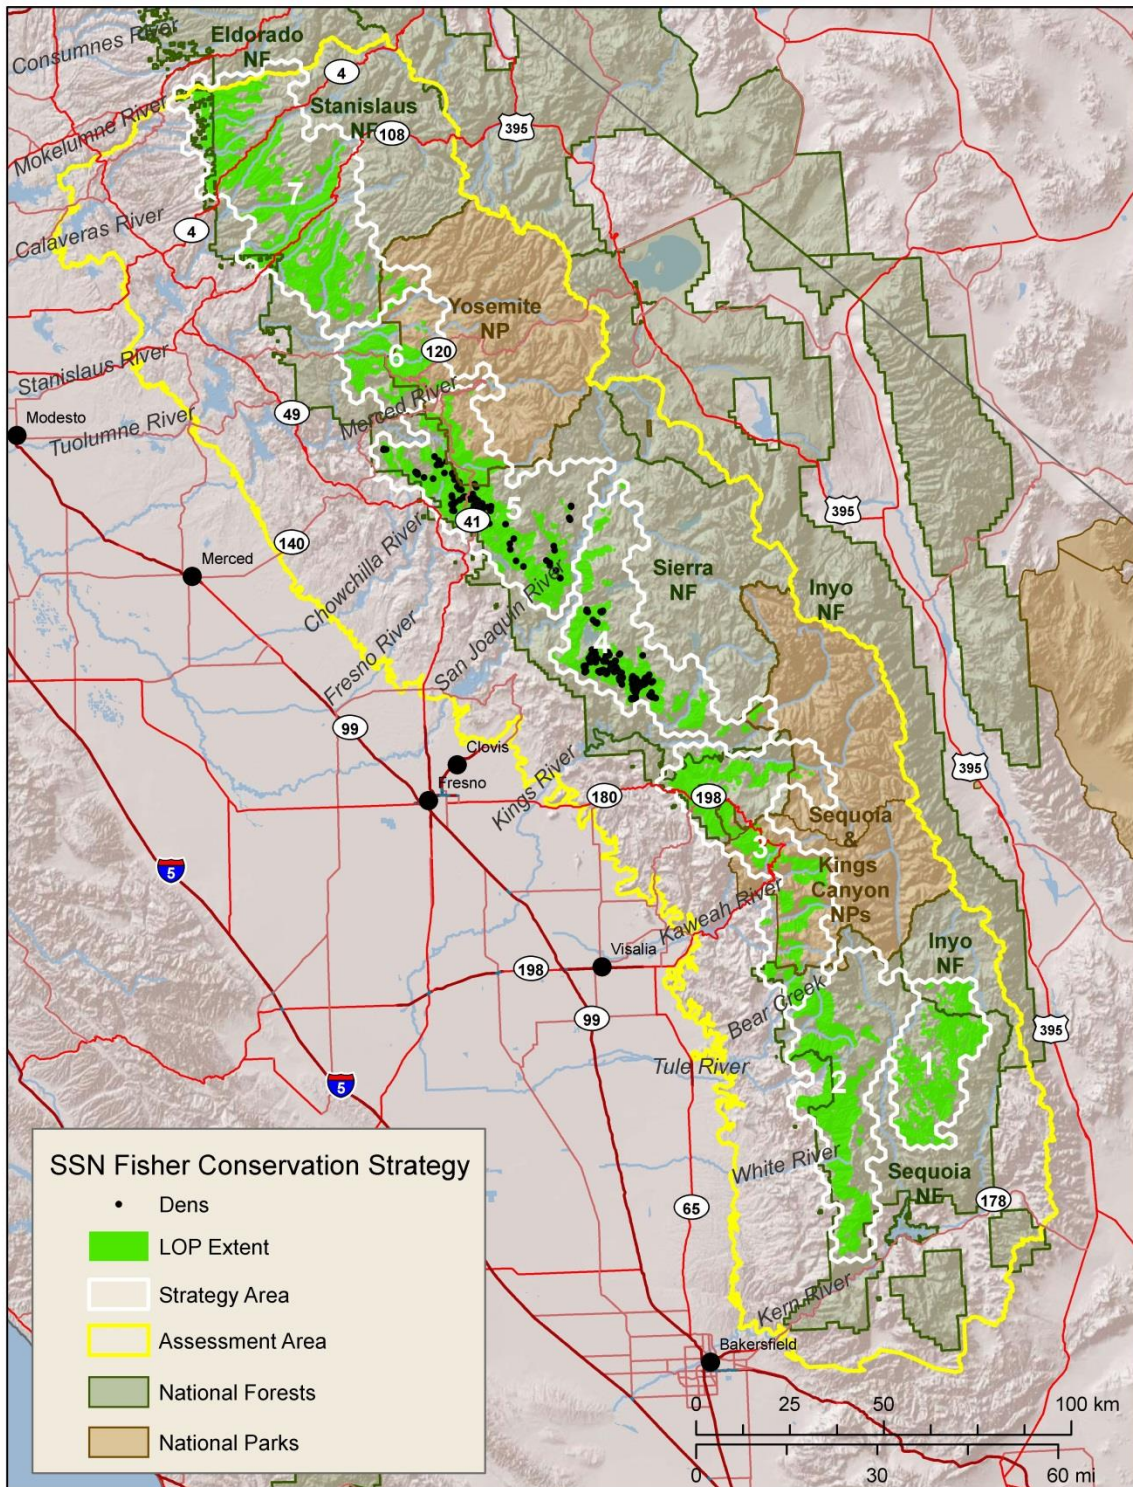 Consumnes River
Eldorado
NF
4
Stanislaus
NF
108
395
Mokelumne River
7
Calaveras River
4
Yosemite
NP
Stanislaus River
6
120
Modesto
Tuolumne River
49
Merced River
395
5
41
140
Merced
Chowchilla River
Sierra
NF
Inyo
NF
Fresno River
San Joaquin River
4
99
Clovis
Fresno
Kings River
180
198
395
Sequoia
&
Kings
Canyon
NPs
3
5
Kaweah River
Visalia
198
Inyo
NF
Bear Creek
99
395
Tule River
1
2
5
White River
Sequoia
NF
178
65
Kern River
Bakersfield
SSN Fisher Conservation Strategy
Dens
LOP Extent
Strategy Area
Assessment Area
National Forests
National Parks
0 25 50 100 km
0 30 60 mi